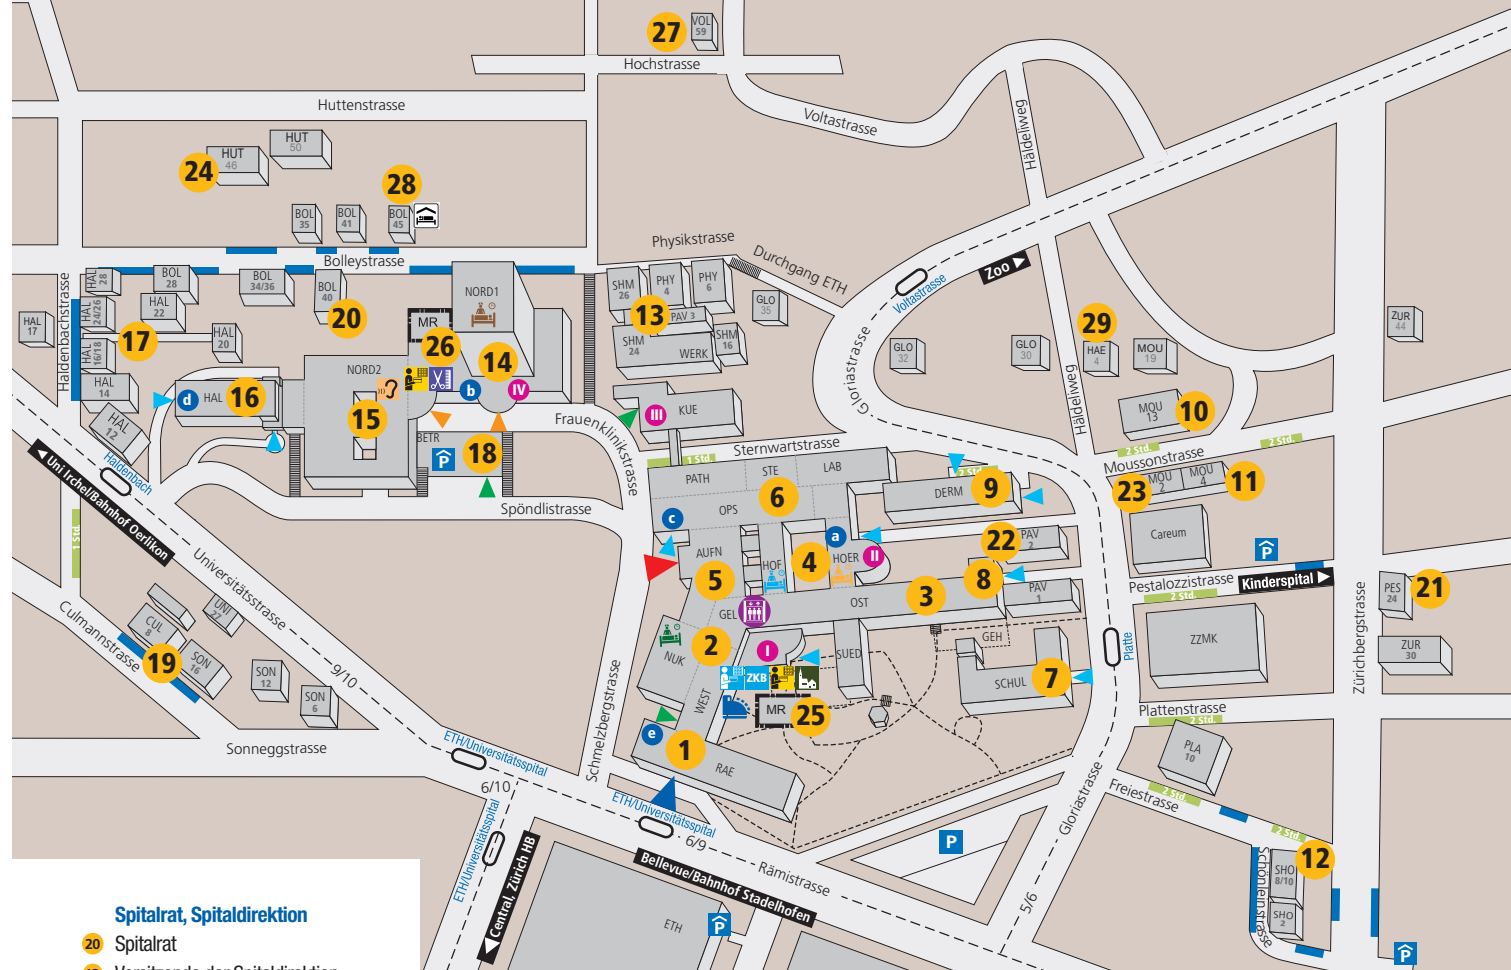 27
VOL
59
Hochstrasse
Huttenstrasse
Voltastrasse
Häldeliweg
HUT
50
HUT
46
24
28
BOL
35
BOL
41
BOL
45
Bolleystrasse
Physikstrasse
Durchgang ETH
Voltastrasse
Zoo
Haldenbachstrasse
HAL
28
BOL
28
BOL
34/36
BOL
40
20
NORD1
SHM
26
PHY
4
PHY
6
GLO
35
HAL
24/26
HAL
22
HAL
17
17
HAL
20
HAL
16/18
HAL
14
HAL
12
MR
26
14
13
PAV 3
SHM
24
WERK
SHM
16
Gloriastrasse
GLO
32
GLO
30
29
HAE
4
MOU
19
ZUR
44
Häldeliweg
NORD2
d
HAL
16
15
b
IV
BETR
P
18
Frauenklinikstrasse
III
KUE
MOU
13
10
2 Std.
2 Std.
Moussonstrasse
Sternwartstrasse
1 Std.
PATH
STE
LAB
6
OPS
2 Std.
DERM
9
23
MOU
2
MOU
4
11
Careum
P
Haldenbach
Uni Irchel/Bahnhof Oerlikon
1 Std.
Spöndlistrasse
c
AUFN
5
HOF
4
a
HOER
II
22
PAV
2
8
PAV
1
OST
3
GEL
Pestalozzistrasse
Kinderspital
2 Std.
PES
24
21
Universitätsstrasse
Culmannstrasse
CUL
8
UNI
27
19
SON
16
SON
12
SON
6
9/10
Sonneggstrasse
NUK
2
I
SUED
GEH
SCHUL
7
Platte
ZZMK
ZUR
30
Zürichbergstrasse
ZKB
WEST
MR
25
Plattenstrasse
2 Std.
Schmelzbergstrasse
e
1
RAE
PLA
10
ETH/Universitätsspital
6/10
ETH/Universitätsspital
6/9
ETH/Universitätsspital
Central, Zürich HB
Bellevue/Bahnhof Stadelhofen
Rämistrasse
P
Gloriastrasse
5/6
Freiestrasse
2 Std.
2 Std.
12
SHO
8/10
SHO
2
Schönleinstrasse
P
ETH
P
Spitalrat, Spitaldirektion
20 Spitalrat